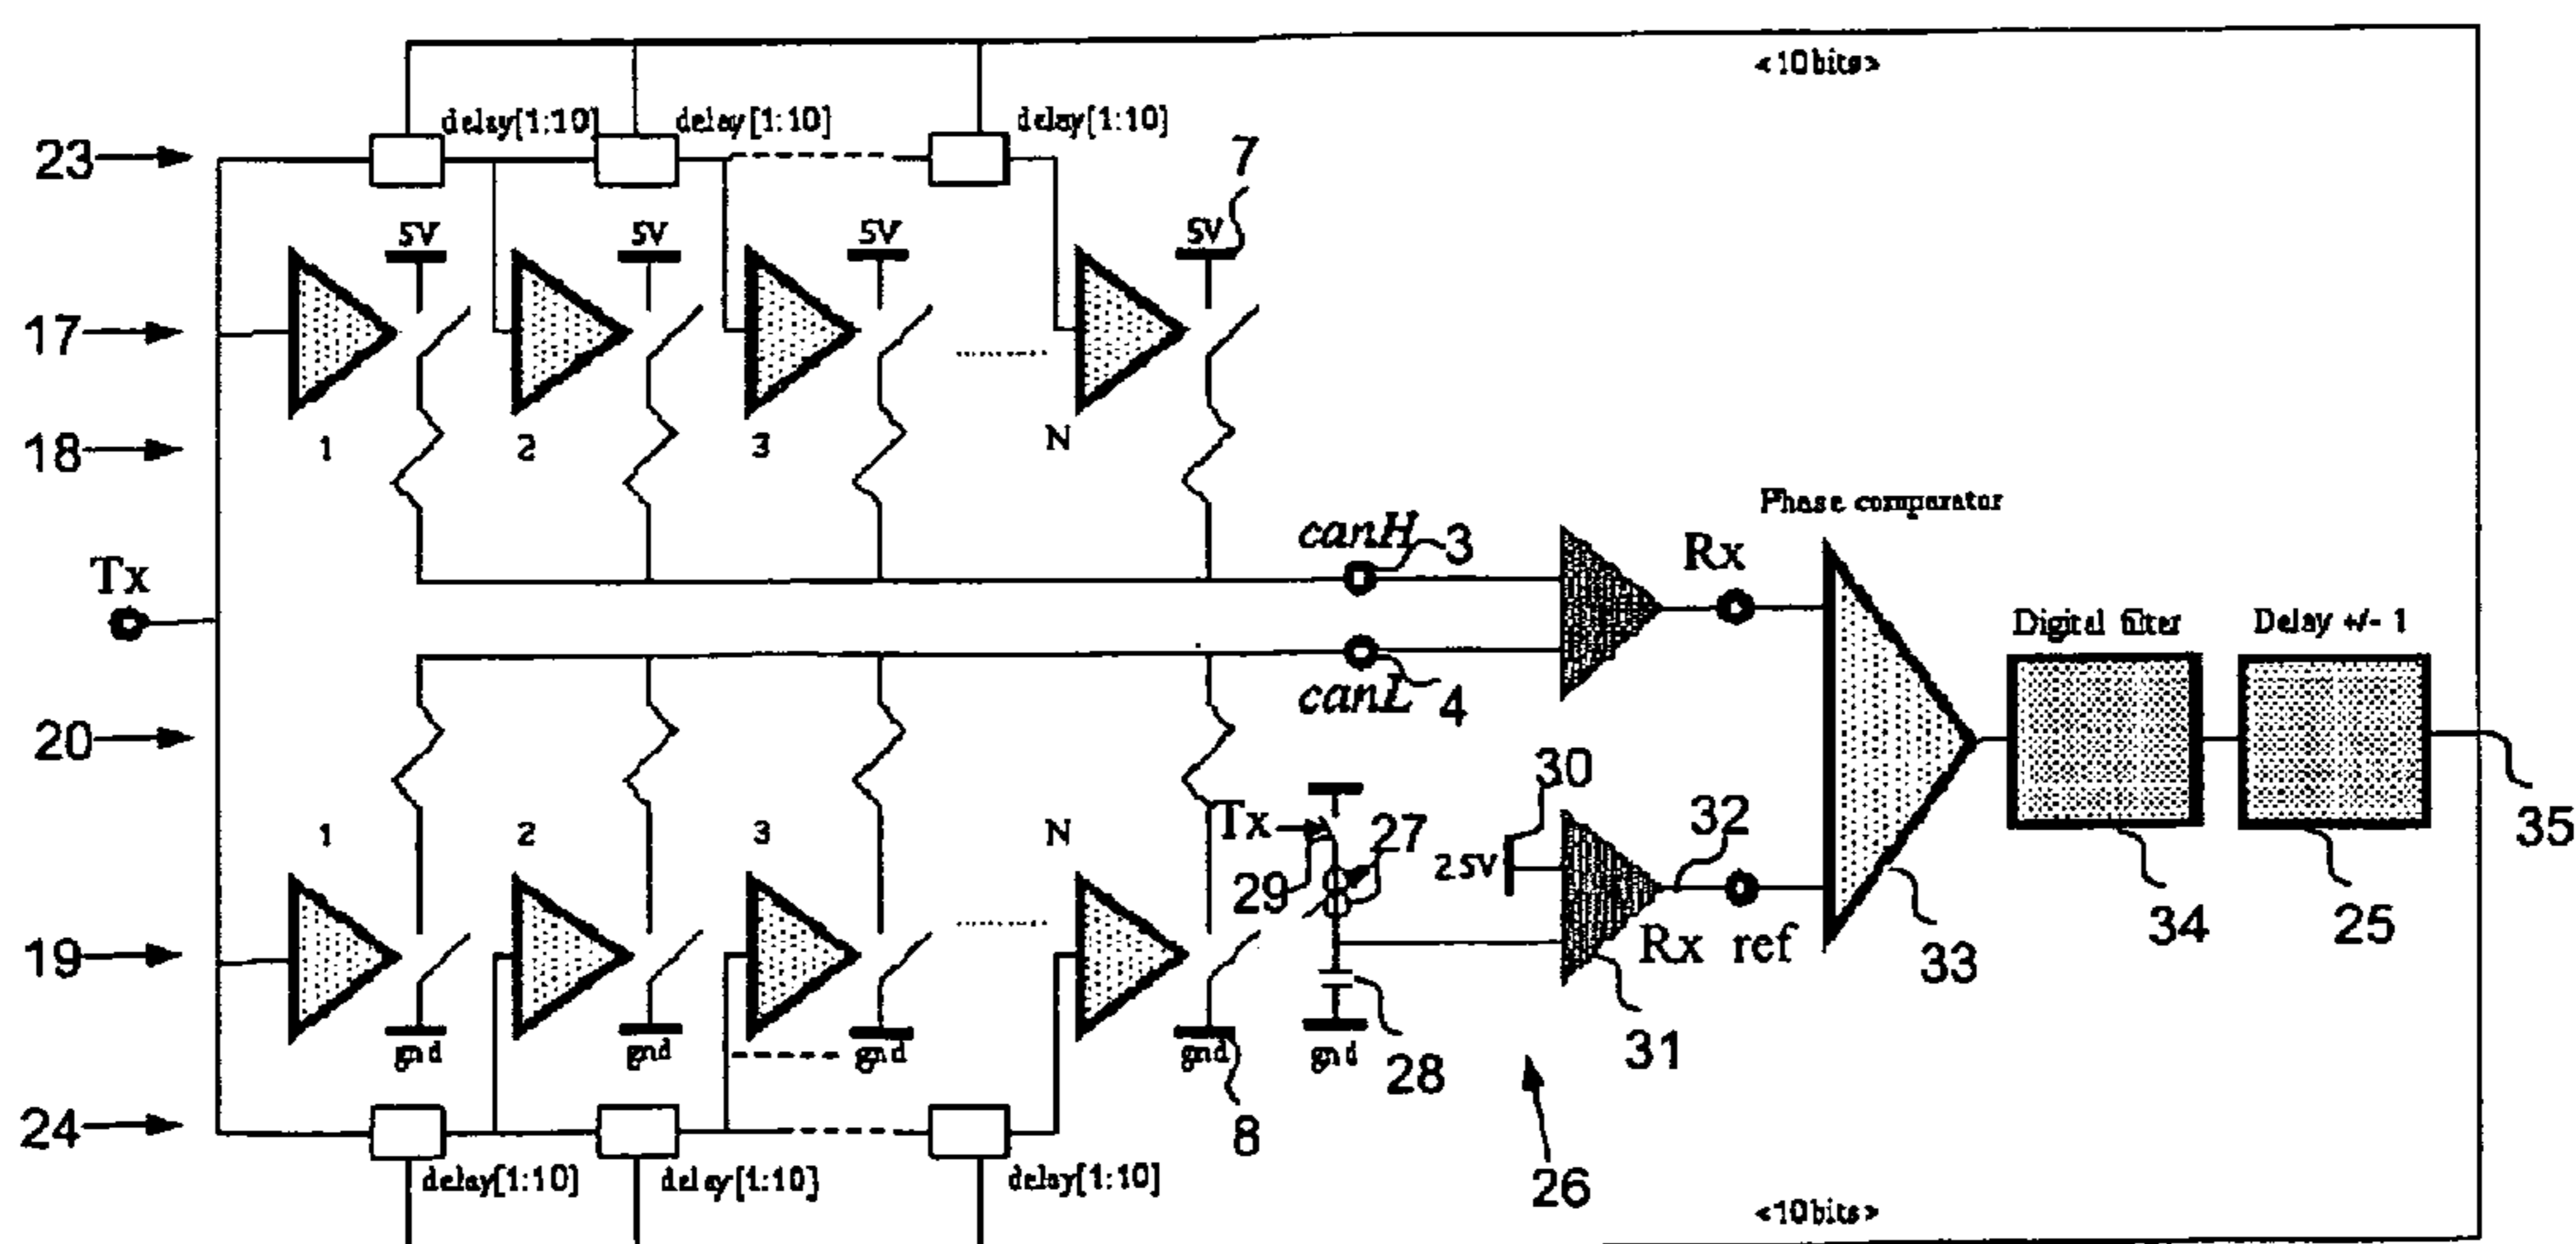 <10bits>
delay[1:10] delay[1:10] delay[1:10]
23
7
5V 5V 5V 5V
17
18
1 2 3 N
Phase comparator
canH 3
Rx
Tx
Digital filter Delay +/- 1
canL 4
20
30
Tx 27
32
35
1 2 3 N
2.5V
29
34 25
Rx ref
33
19
31
gnd gnd gnd gnd gnd
28
24
8
delay[1:10] delay[1:10] delay[1:10]
26
<10bits>